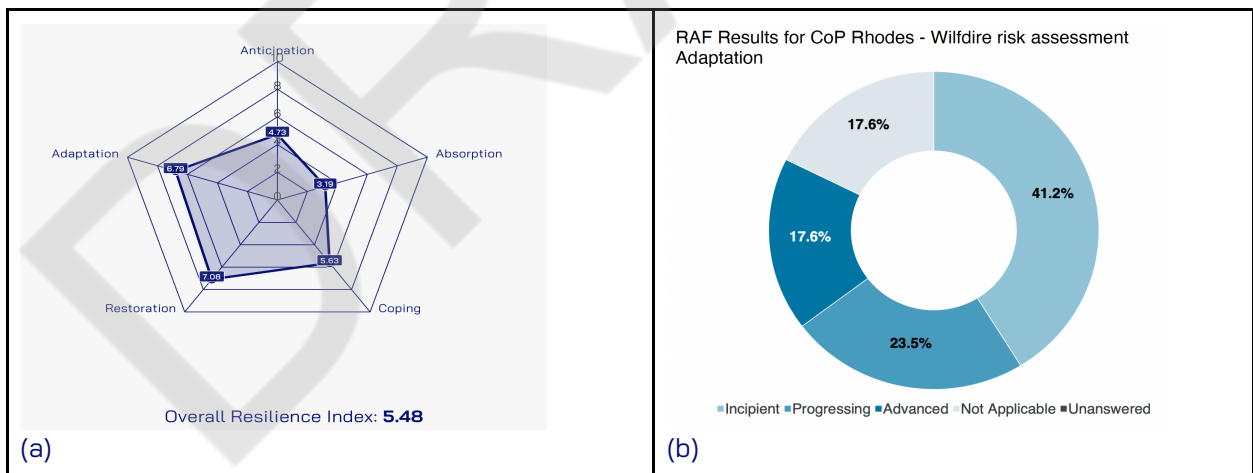 Anticipation
10
8
6
4.73
4
Adaptation
Absorption
6.79
3.19
2
0
5.63
7.08
Restoration
Coping
Overall Resilience Index: 5.48
(a)
RAF Results for CoP Rhodes - Wilfdire risk assessment
Adaptation
17.6%
41.2%
17.6%
23.5%
Incipient Progressing Advanced Not Applicable Unanswered
(b)